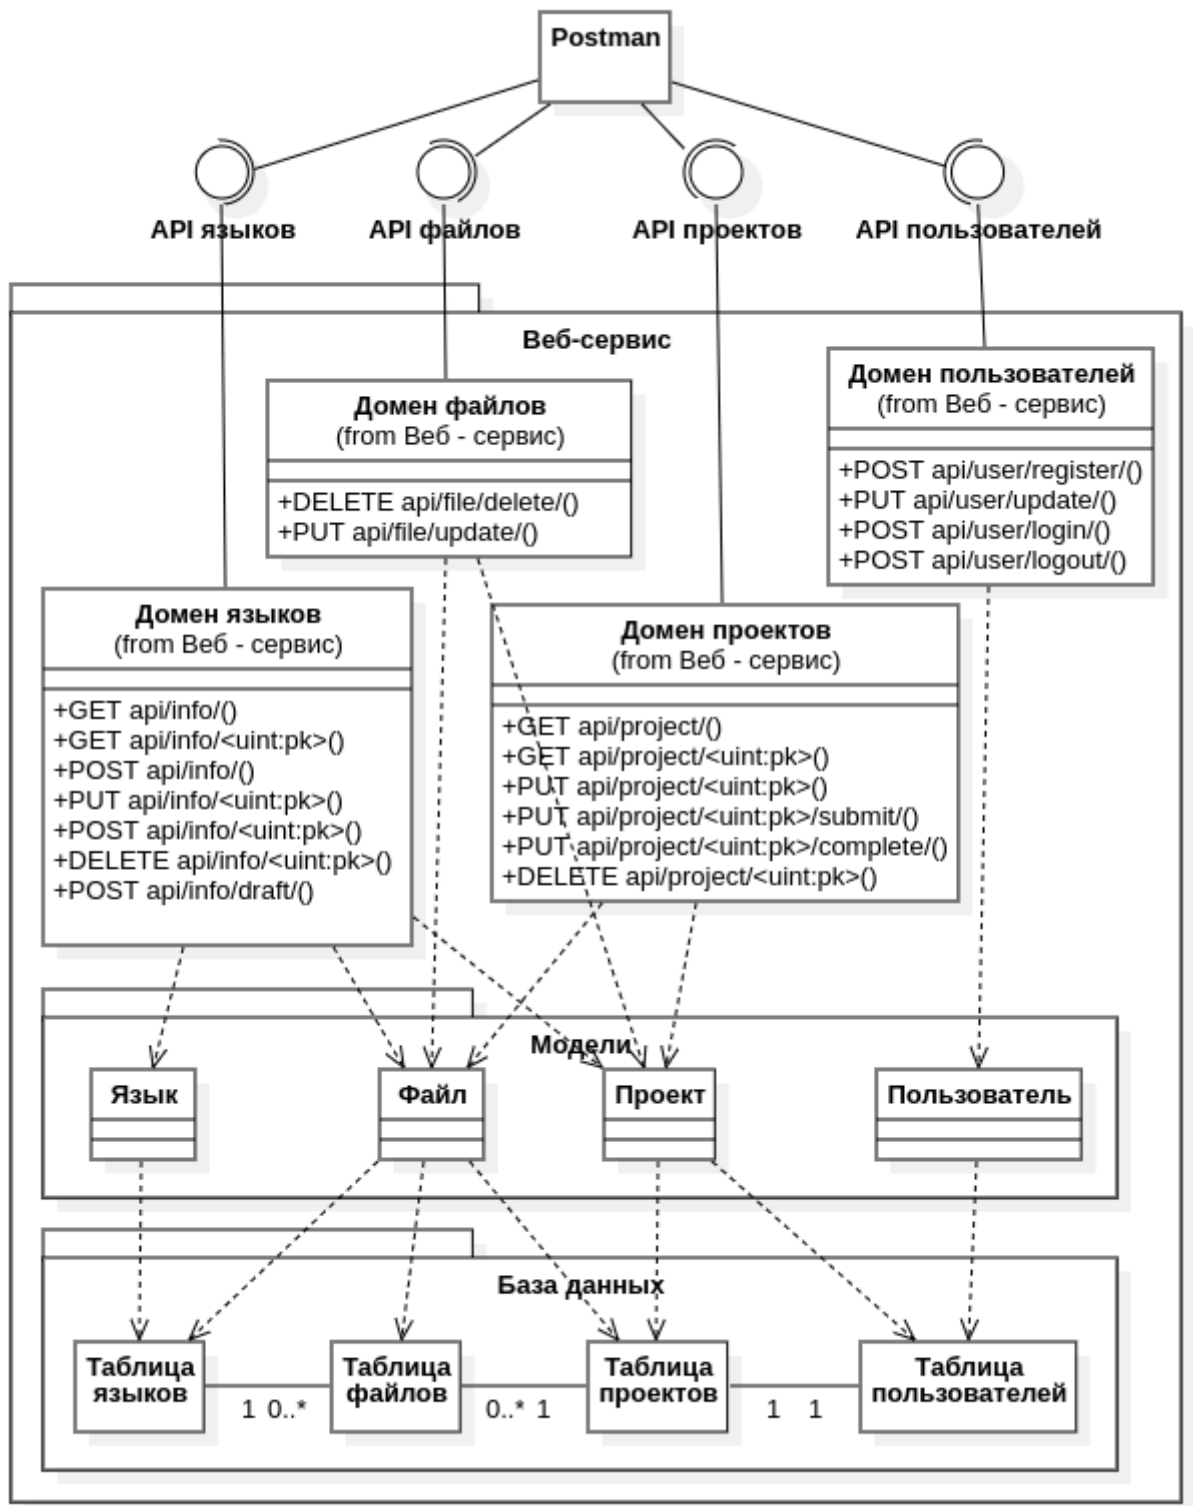 Postman
API языков
API файлов
API проектов
API пользователей
Веб-сервис
Домен пользователей
(from Веб - сервис)
+POST api/user/register/()
+PUT api/user/update/()
+POST api/user/login/()
+POST api/user/logout/()
Домен файлов
(from Веб - сервис)
+DELETE api/file/delete/()
+PUT api/file/update/()
Домен языков
(from Веб - сервис)
+GET api/info/()
+GET api/info/<uint:pk>()
+POST api/info/()
+PUT api/info/<uint:pk>()
+POST api/info/<uint:pk>()
+DELETE api/info/<uint:pk>()
+POST api/info/draft/()
Домен проектов
(from Веб - сервис)
+GET api/project/()
+GET api/project/<uint:pk>()
+PUT api/project/<uint:pk>()
+PUT api/project/<uint:pk>/submit/()
+PUT api/project/<uint:pk>/complete/()
+DELETE api/project/<uint:pk>()
Модели
Язык
Файл
Проект
Пользователь
База данных
Таблица
языков
1 0..*
Таблица
файлов
0..* 1
Таблица
проектов
1 1
Таблица
пользователей